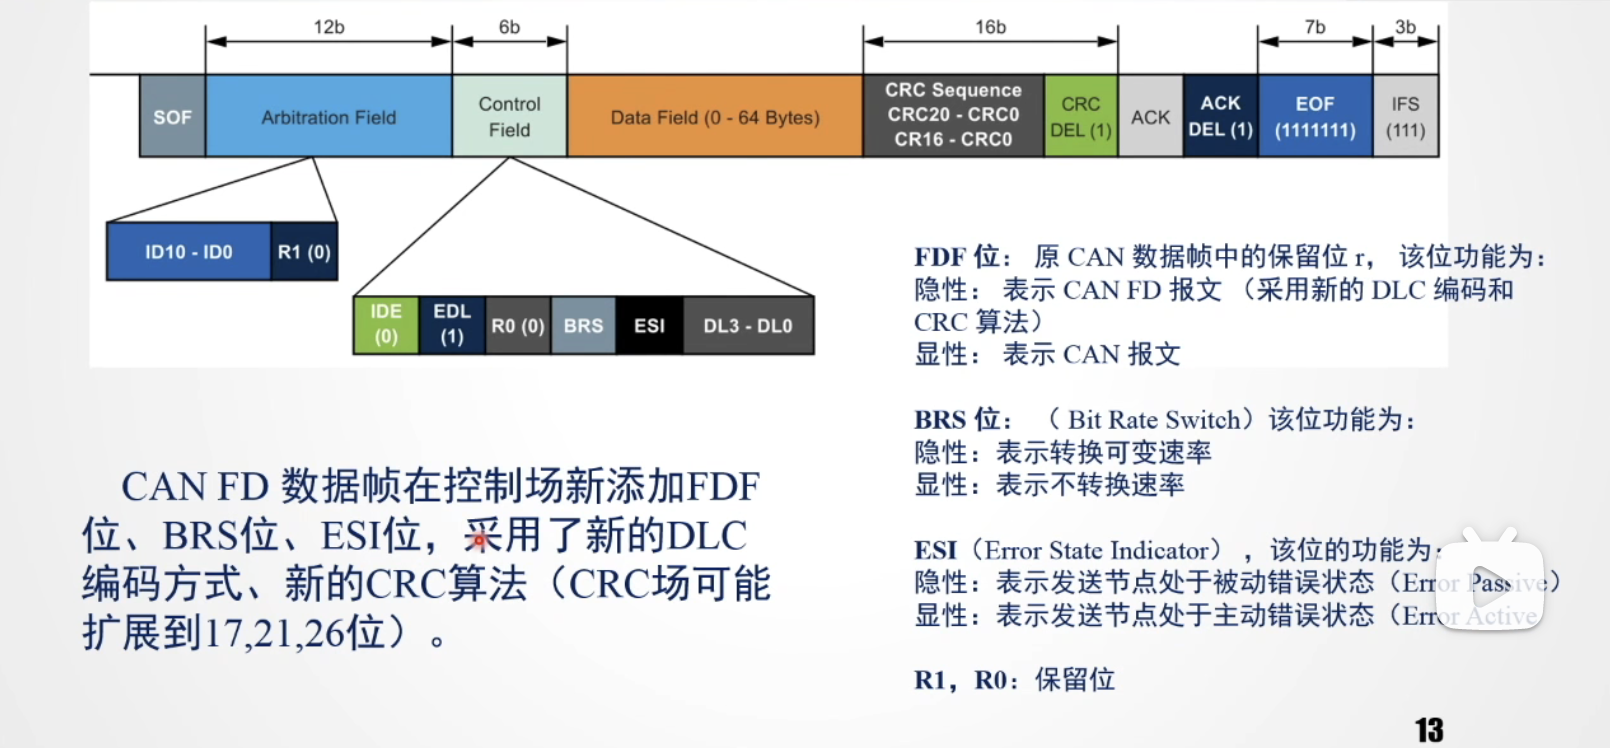 12b
6b
16b
7b
3b
SOF
Arbitration Field
Control
Field
Data Field (0 - 64 Bytes)
CRC Sequence
CRC20 - CRC0
CR16 - CRC0
CRC
DEL (1)
ACK
ACK
DEL (1)
EOF
(1111111)
IFS
(111)
ID10 - ID0
R1 (0)
IDE
(0)
EDL
(1)
R0 (0)
BRS
ESI
DL3 - DL0
CAN FD 数据帧在控制场新添加FDF
位、BRS位、ESI位，采用了新的DLC
编码方式、新的CRC算法（CRC场可能
扩展到17,21,26位）。
FDF 位： 原 CAN 数据帧中的保留位 r， 该位功能为：
隐性： 表示 CAN FD 报文 （采用新的 DLC 编码和
CRC 算法）
显性： 表示 CAN 报文
BRS 位： （ Bit Rate Switch）该位功能为：
隐性：表示转换可变速率
显性：表示不转换速率
ESI（Error State Indicator） ，该位的功能为：
隐性：表示发送节点处于被动错误状态（Error Passive）
显性：表示发送节点处于主动错误状态（Error Active
R1，R0：保留位
13